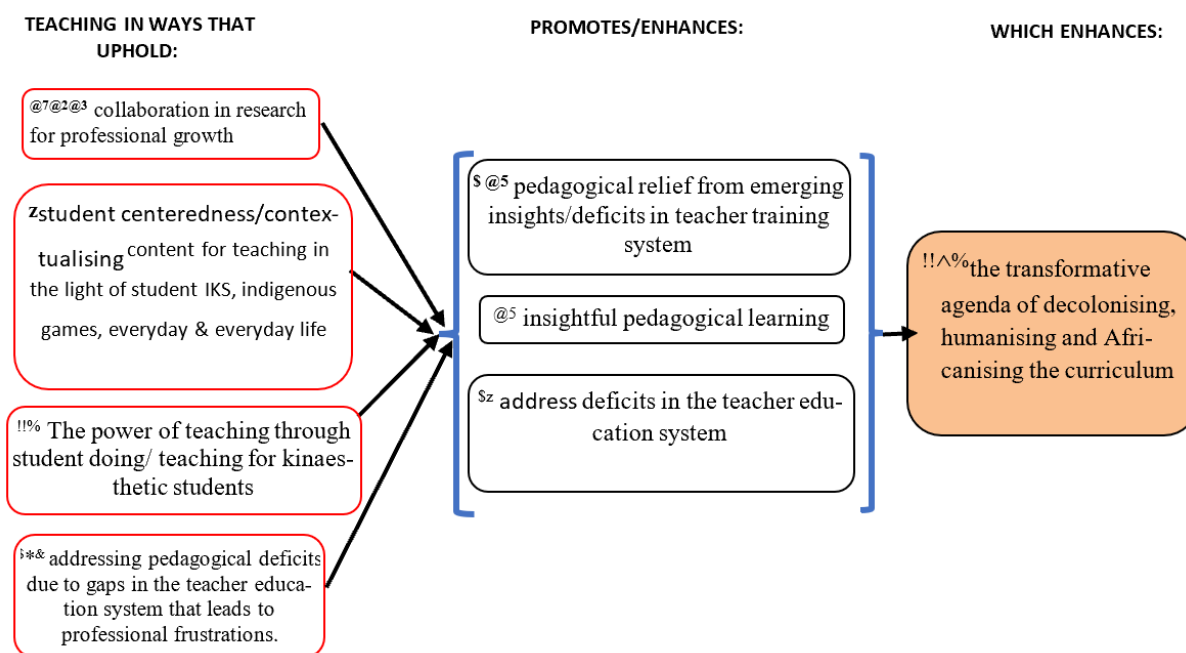 TEACHING IN WAYS THAT
UPHOLD:
PROMOTES/ENHANCES:
WHICH ENHANCES:
@7@2@3 collaboration in research
for professional growth
zstudent centeredness/contex-
tualising content for teaching in
the light of student IKS, indigenous
games, everyday & everyday life
!!% The power of teaching through
student doing/ teaching for kinaes-
thetic students
*& addressing pedagogical deficits
due to gaps in the teacher educa-
tion system that leads to
professional frustrations.
$ @5 pedagogical relief from emerging
insights/deficits in teacher training
system
@5 insightful pedagogical learning
$z address deficits in the teacher edu-
cation system
!!^%the transformative
agenda of decolonising,
humanising and Afri-
canising the curriculum